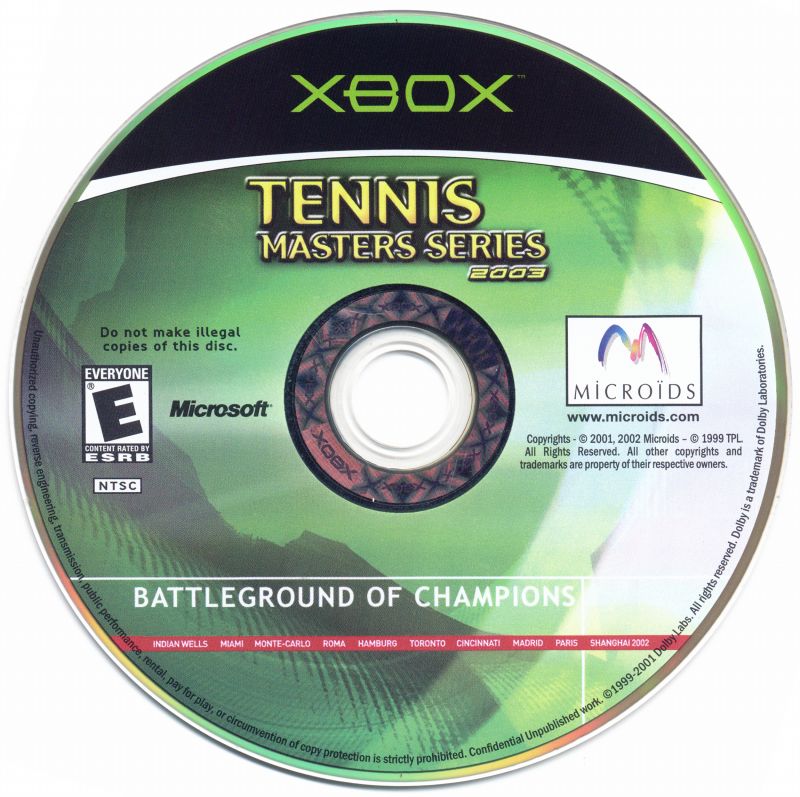 XBOX™
TENNIS
MASTERS SERIES
2003
Do not make illegal
copies of this disc.
EVERYONE
E®
CONTENT RATED BY
ESRB
NTSC
Microsoft®
XBOX
MiCROÏDS
www.microids.com
Copyrights - © 2001, 2002 Microids – © 1999 TPL.
All Rights Reserved. All other copyrights and
trademarks are property of their respective owners.
BATTLEGROUND OF CHAMPIONS
INDIAN WELLS MIAMI MONTE-CARLO ROMA HAMBURG TORONTO CINCINNATI MADRID PARIS SHANGHAI 2002
Unauthorized copying, reverse engineering, transmission, public performance, rental, pay for play, or circumvention of copy protection is strictly prohibited. Confidential Unpublished work. ©1999-2001 Dolby Labs. All rights reserved. Dolby is a trademark of Dolby Laboratories.